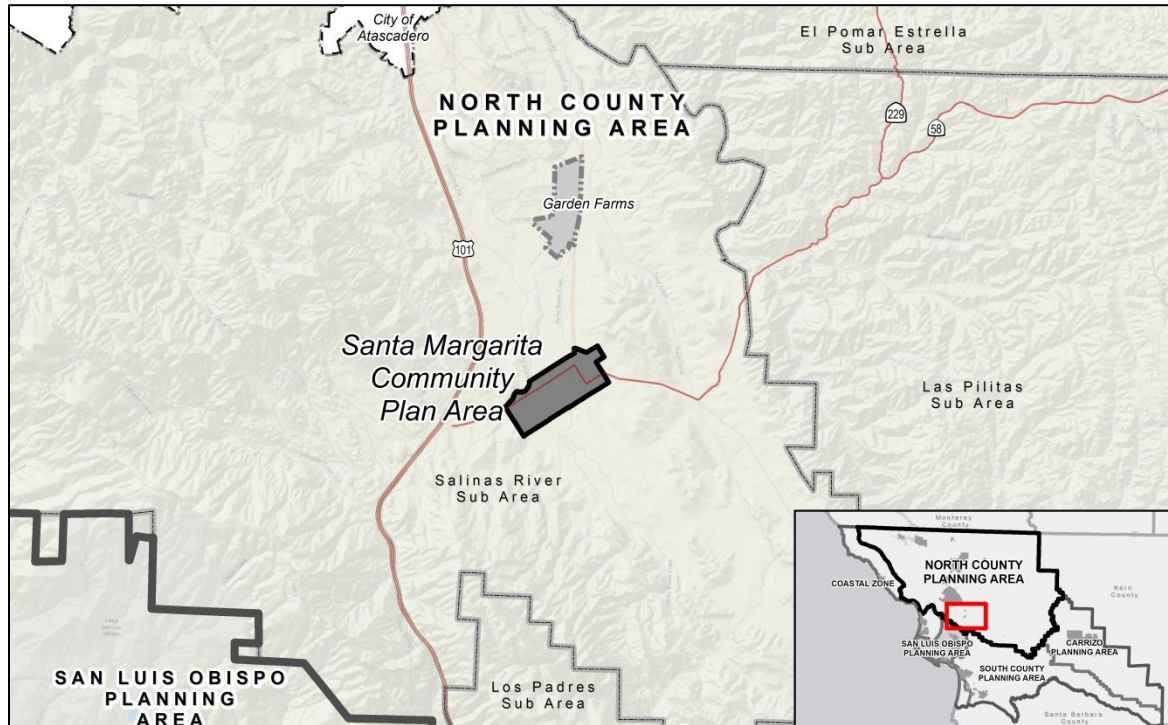 City of
Atascadero
El Pomar Estrella
Sub Area
NORTH COUNTY
PLANNING AREA
229
58
Garden Farms
101
Santa Margarita
Community
Plan Area
Las Pilitas
Sub Area
Salinas River
Sub Area
SAN LUIS OBISPO
PLANNING
AREA
Los Padres
Sub Area
Monterey
County
NORTH COUNTY
PLANNING AREA
COASTAL ZONE
Kern
County
SAN LUIS OBISPO
PLANNING AREA
CARRIZO
PLANNING AREA
SOUTH COUNTY
PLANNING AREA
Santa Barbara
County